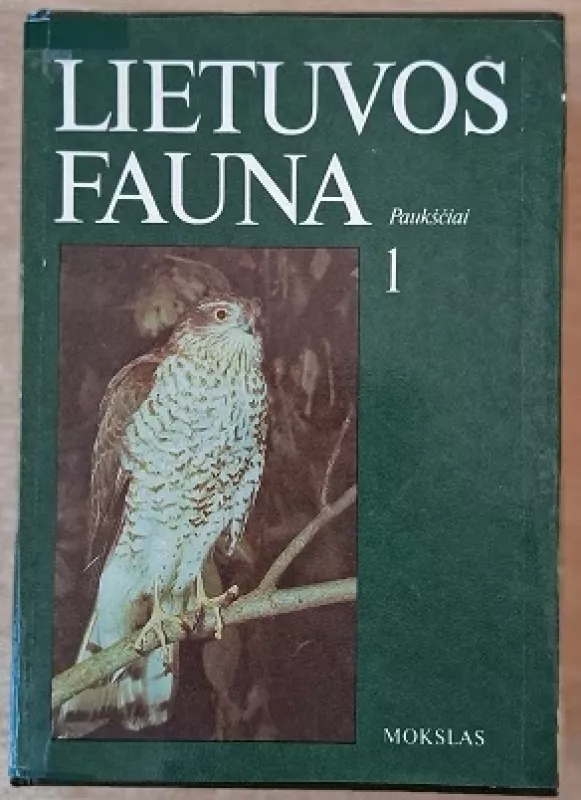 LIETUVOS
FAUNA
Paukščiai
1
MOKSLAS